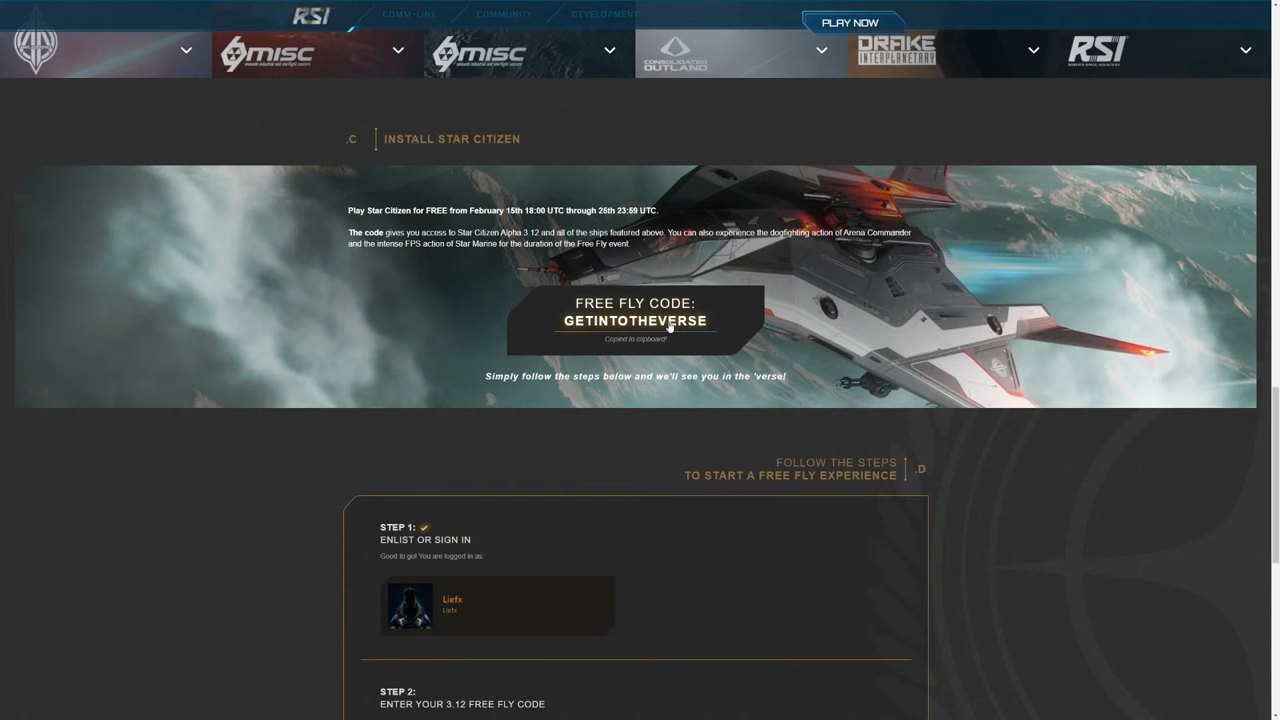 RSI
COMM-LINK
COMMUNITY
DEVELOPMENT
PLAY NOW
MISC
MISC
CONSOLIDATED
OUTLAND
DRAKE
INTERPLANETARY
RSI
ROBERTS SPACE INDUSTRIES
.C
INSTALL STAR CITIZEN
Play Star Citizen for FREE from February 15th 18:00 UTC through 25th 23:59 UTC.
The code gives you access to Star Citizen Alpha 3.12 and all of the ships featured above. You can also experience the dogfighting action of Arena Commander
and the intense FPS action of Star Marine for the duration of the Free Fly event.
FREE FLY CODE:
GETINTOTHEVERSE
Copied to clipboard!
Simply follow the steps below and we'll see you in the 'verse!
FOLLOW THE STEPS
TO START A FREE FLY EXPERIENCE
.D
STEP 1:
ENLIST OR SIGN IN
Good to go! You are logged in as:
Liefx
Liefx
STEP 2:
ENTER YOUR 3.12 FREE FLY CODE